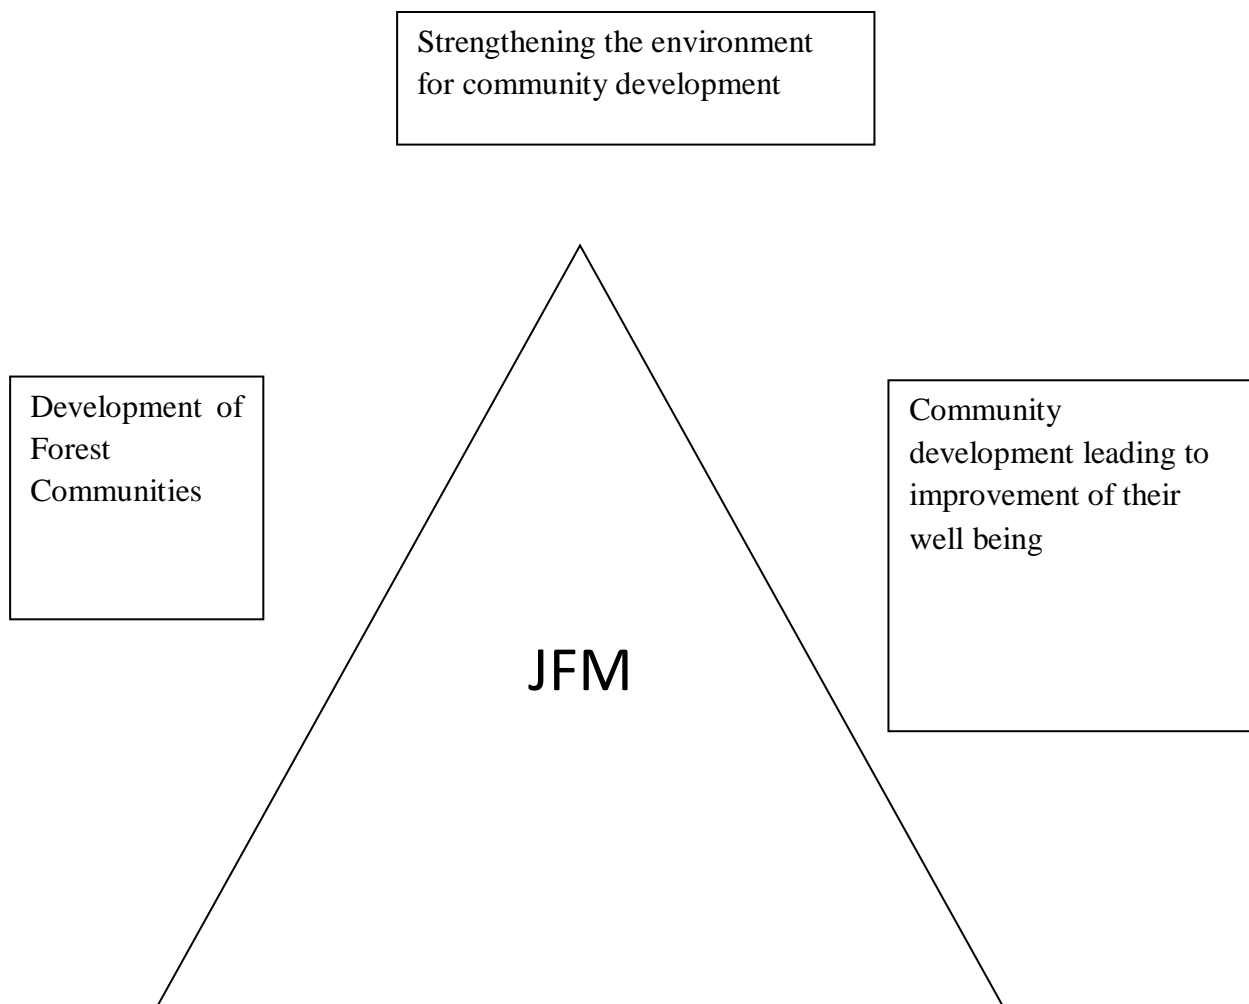 Strengthening the environment
for community development
Development of
Forest
Communities
Community
development leading to
improvement of their
well being
JFM